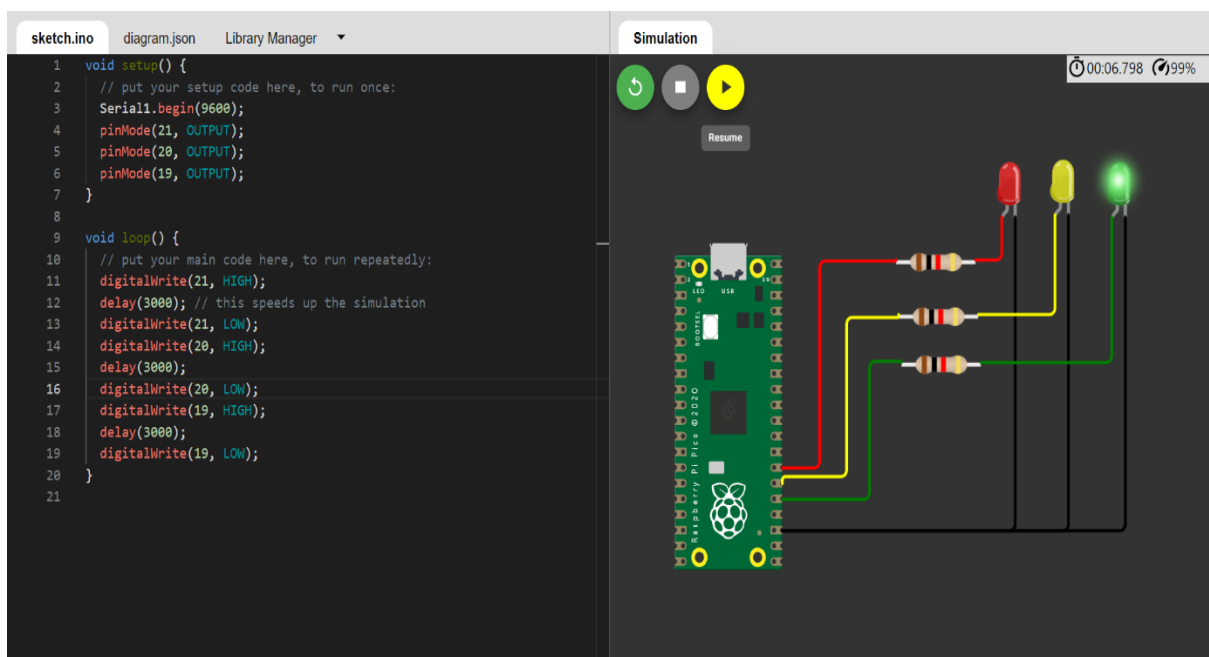 sketch.ino diagram.json Library Manager
Simulation
1 void setup() {
2 // put your setup code here, to run once:
3 Serial1.begin(9600);
4 pinMode(21, OUTPUT);
5 pinMode(20, OUTPUT);
6 pinMode(19, OUTPUT);
7 }
8
9 void loop() {
10 // put your main code here, to run repeatedly:
11 digitalWrite(21, HIGH);
12 delay(3000); // this speeds up the simulation
13 digitalWrite(21, LOW);
14 digitalWrite(20, HIGH);
15 delay(3000);
16 digitalWrite(20, LOW);
17 digitalWrite(19, HIGH);
18 delay(3000);
19 digitalWrite(19, LOW);
20 }
21
00:06.798 99%
Resume
LED USB
BOOTSEL
Raspberry Pi Pico ©2020